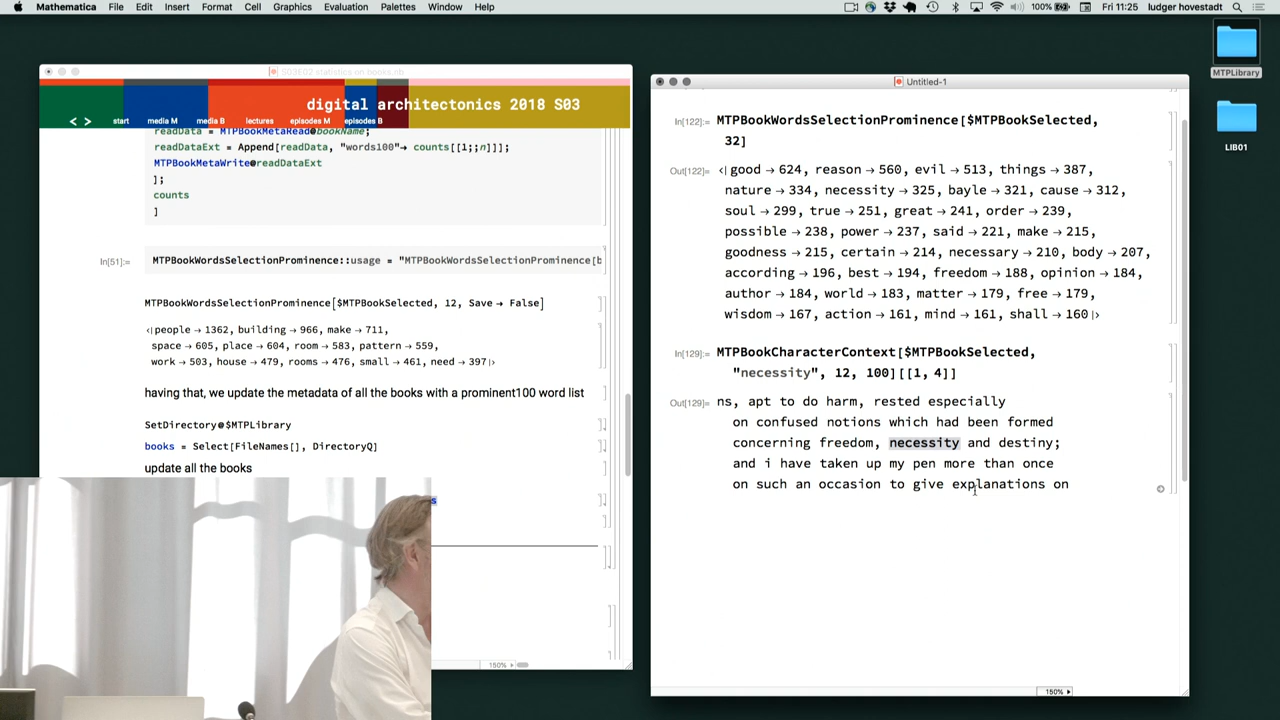 Mathematica File Edit Insert Format Cell Graphics Evaluation Palettes Window Help
100% Fri 11:25 ludger hovestadt
S03E02 statistics on books.nb
digital architectonics 2018 S03
< > start media M media B lectures episodes M episodes B
readData = MTPBookMetaRead@bookName;
readDataExt = Append[readData, "words100"→ counts[[1;;n]]];
MTPBookMetaWrite@readDataExt
];
counts
]
In[51]:= MTPBookWordsSelectionProminence::usage = "MTPBookWordsSelectionProminence[b
MTPBookWordsSelectionProminence[$MTPBookSelected, 12, Save→ False]
<|people → 1362, building → 966, make → 711,
space → 605, place → 604, room → 583, pattern → 559,
work → 503, house → 479, rooms → 476, small → 461, need → 397|>
having that, we update the metadata of all the books with a prominent100 word list
SetDirectory@$MTPLibrary
books = Select[FileNames[], DirectoryQ]
update all the books
s
150%
Untitled-1
In[122]:= MTPBookWordsSelectionProminence[$MTPBookSelected,
32]
Out[122]= <|good → 624, reason → 560, evil → 513, things → 387,
nature → 334, necessity → 325, bayle → 321, cause → 312,
soul → 299, true → 251, great → 241, order → 239,
possible → 238, power → 237, said → 221, make → 215,
goodness → 215, certain → 214, necessary → 210, body → 207,
according → 196, best → 194, freedom → 188, opinion → 184,
author → 184, world → 183, matter → 179, free → 179,
wisdom → 167, action → 161, mind → 161, shall → 160|>
In[129]:= MTPBookCharacterContext[$MTPBookSelected,
"necessity", 12, 100][[1, 4]]
Out[129]= ns, apt to do harm, rested especially
on confused notions which had been formed
concerning freedom, necessity and destiny;
and i have taken up my pen more than once
on such an occasion to give explanations on
150%
MTPLibrary
LIB01